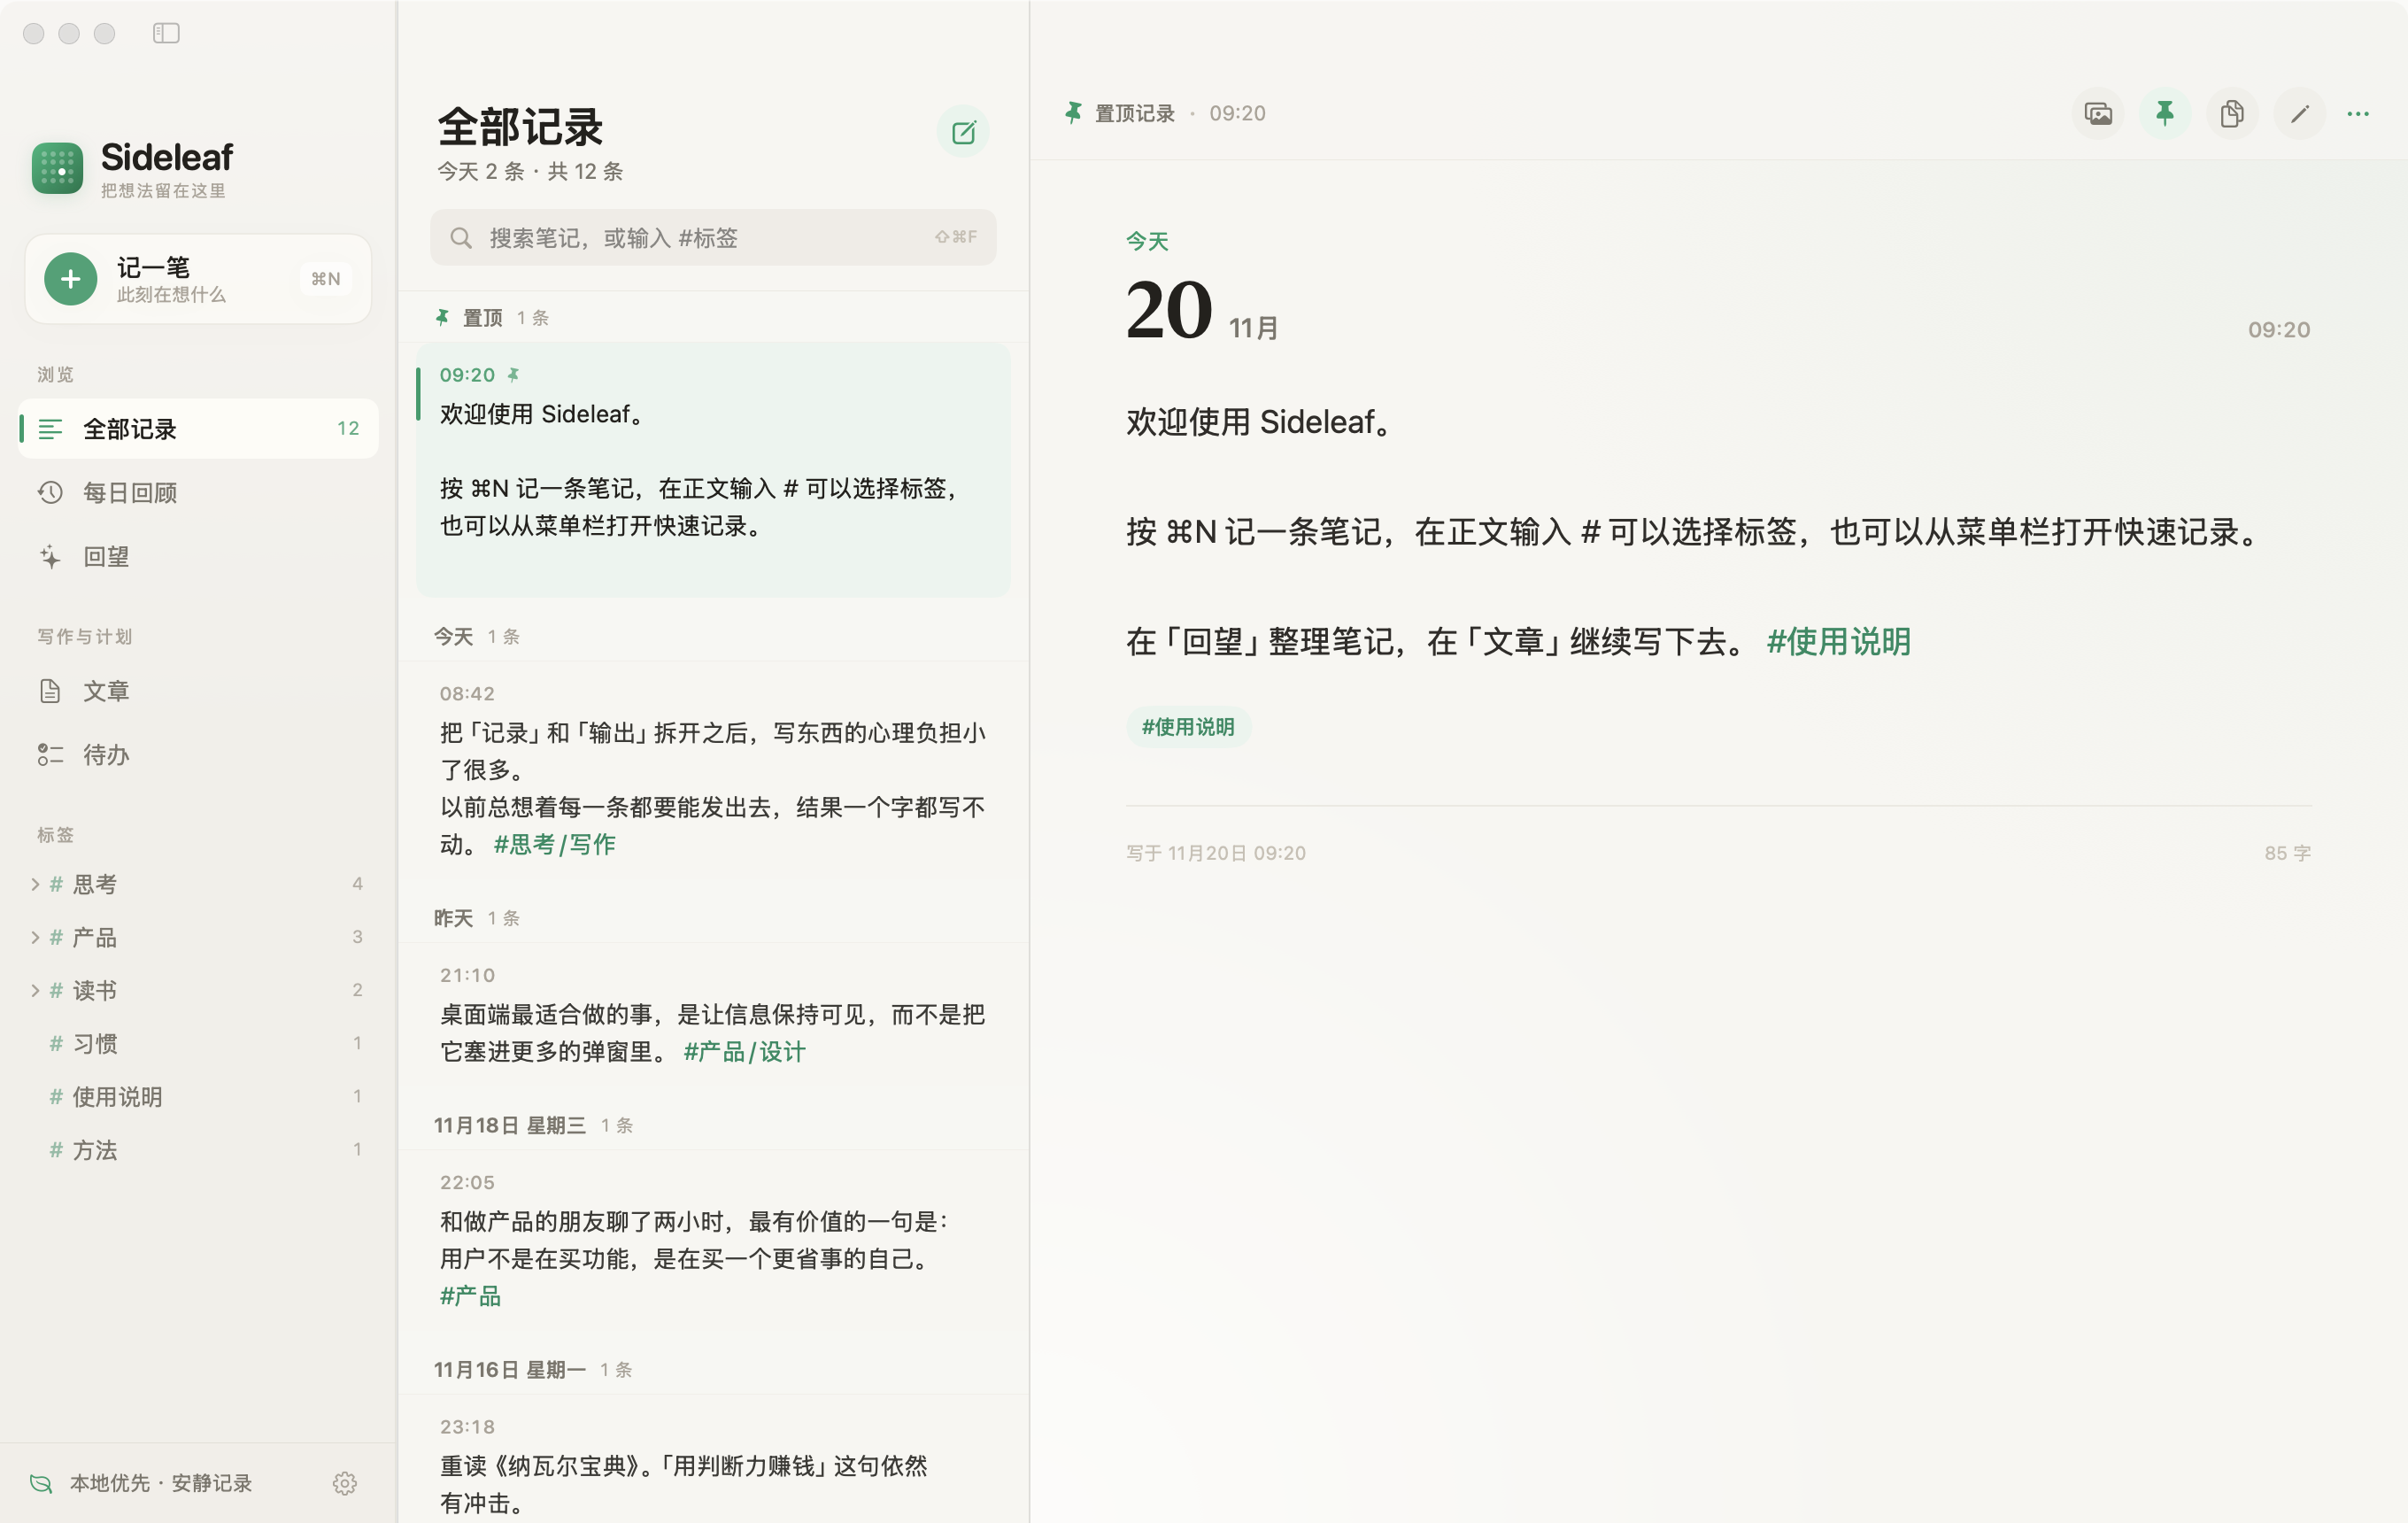 Sideleaf
把想法留在这里
记一笔
此刻在想什么
⌘N
浏览
全部记录 12
每日回顾
回望
写作与计划
文章
待办
标签
# 思考 4
# 产品 3
# 读书 2
# 习惯 1
# 使用说明 1
# 方法 1
本地优先 · 安静记录
全部记录
今天 2 条 · 共 12 条
搜索笔记，或输入 #标签 ⇧⌘F
置顶 1 条
09:20
欢迎使用 Sideleaf。
按 ⌘N 记一条笔记，在正文输入 # 可以选择标签，
也可以从菜单栏打开快速记录。
今天 1 条
08:42
把「记录」和「输出」拆开之后，写东西的心理负担小
了很多。
以前总想着每一条都要能发出去，结果一个字都写不
动。 #思考/写作
昨天 1 条
21:10
桌面端最适合做的事，是让信息保持可见，而不是把
它塞进更多的弹窗里。 #产品/设计
11月18日 星期三 1 条
22:05
和做产品的朋友聊了两小时，最有价值的一句是：
用户不是在买功能，是在买一个更省事的自己。
#产品
11月16日 星期一 1 条
23:18
重读《纳瓦尔宝典》。「用判断力赚钱」这句依然
有冲击。
置顶记录 · 09:20
今天
20 11月 09:20
欢迎使用 Sideleaf。
按 ⌘N 记一条笔记，在正文输入 # 可以选择标签，也可以从菜单栏打开快速记录。
在「回望」整理笔记，在「文章」继续写下去。 #使用说明
#使用说明
写于 11月20日 09:20 85 字